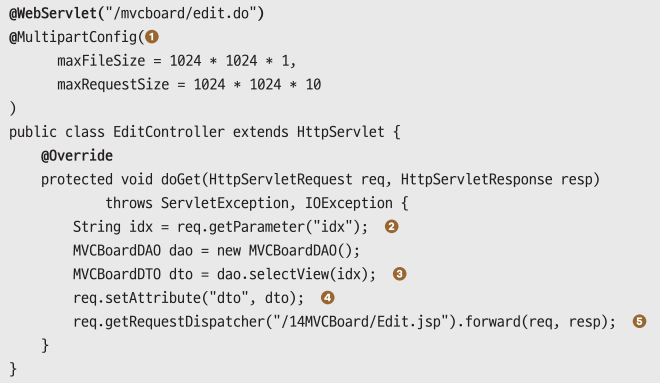 @WebServlet("/mvcboard/edit.do")
@MultipartConfig(❶
      maxFileSize = 1024 * 1024 * 1,
      maxRequestSize = 1024 * 1024 * 10
)
public class EditController extends HttpServlet {
    @Override
    protected void doGet(HttpServletRequest req, HttpServletResponse resp)
            throws ServletException, IOException {
        String idx = req.getParameter("idx"); ❷
        MVCBoardDAO dao = new MVCBoardDAO();
        MVCBoardDTO dto = dao.selectView(idx); ❸
        req.setAttribute("dto", dto); ❹
        req.getRequestDispatcher("/14MVCBoard/Edit.jsp").forward(req, resp); ❺
    }
}